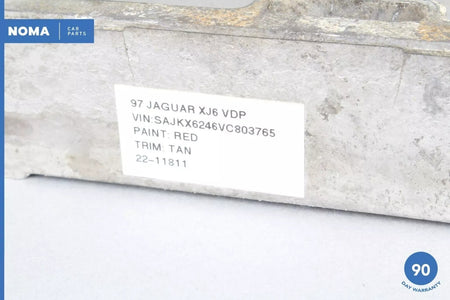 NOMA CAR
PARTS
97 JAGUAR XJ6 VDP
VIN:SAJKX6246VC803765
PAINT: RED
TRIM: TAN
22-11811
90
DAY WARRANTY